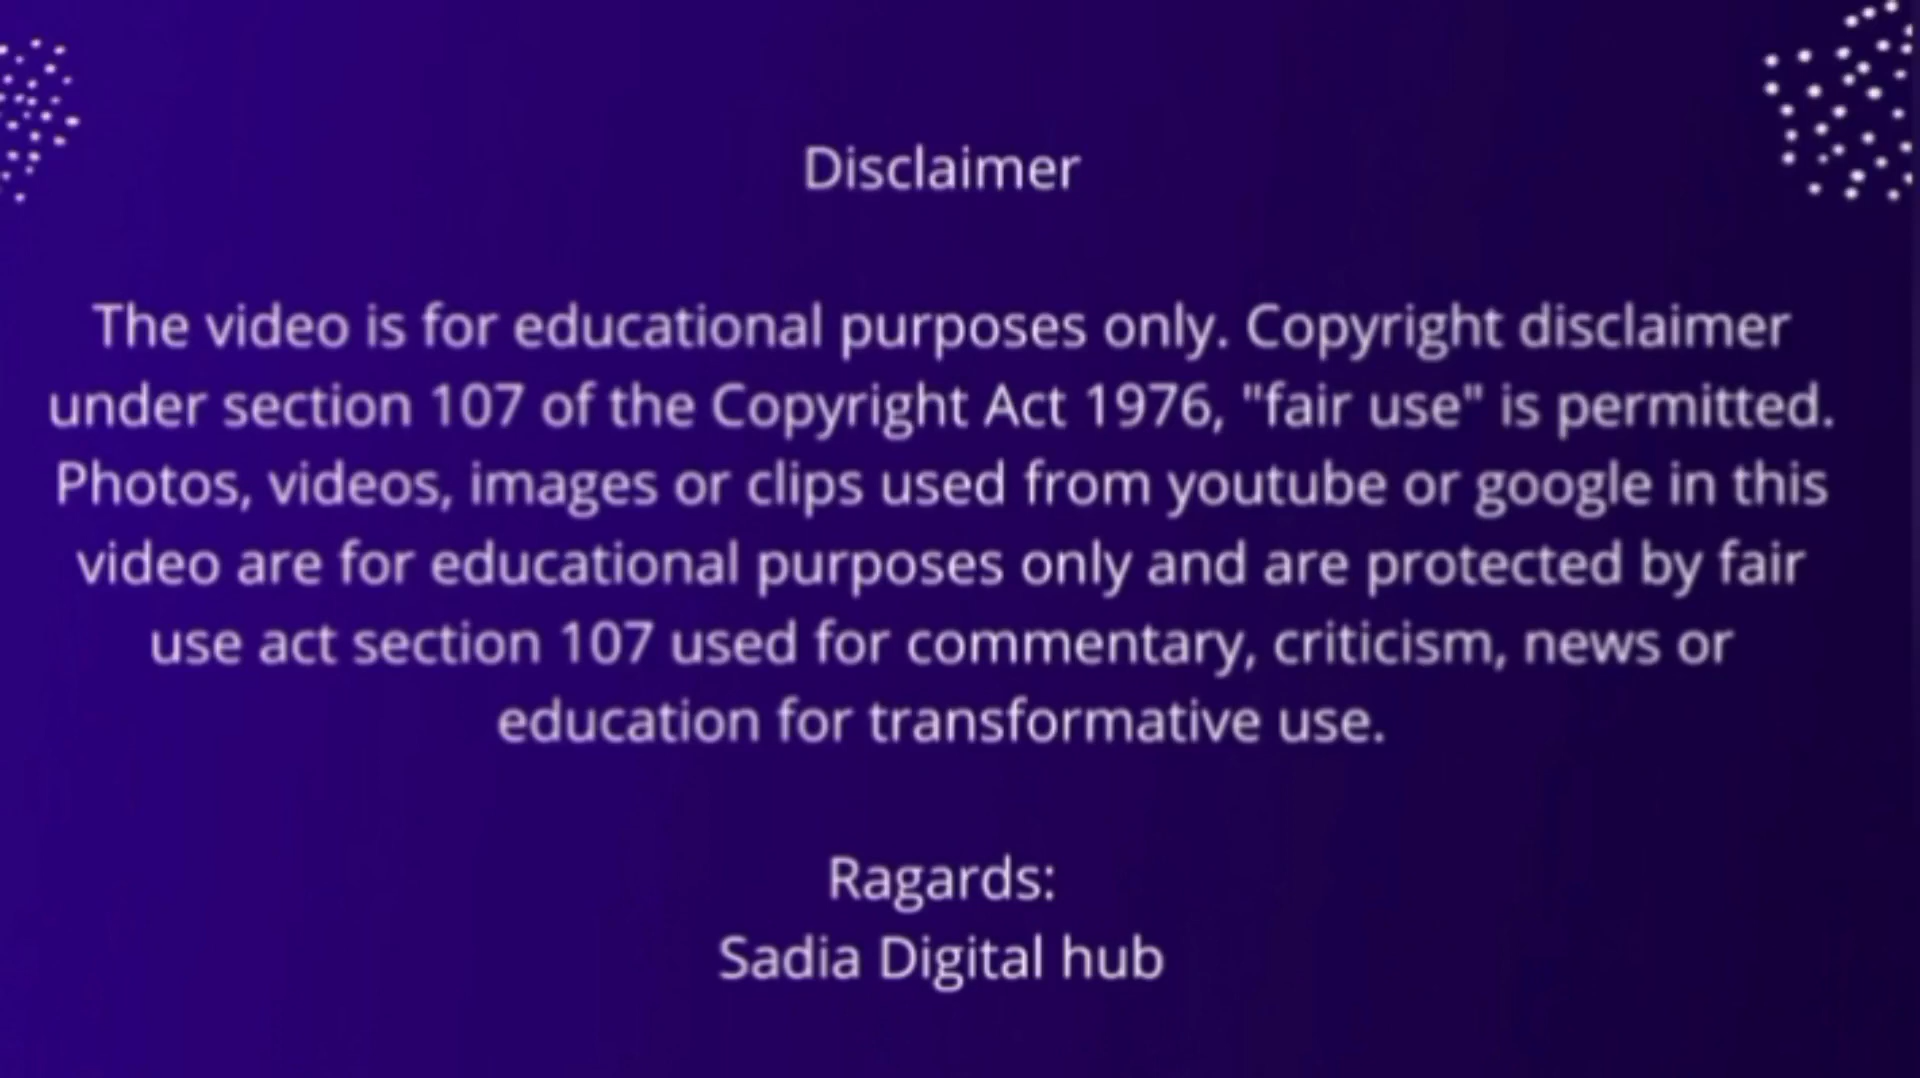 Disclaimer
The video is for educational purposes only. Copyright disclaimer
under section 107 of the Copyright Act 1976, "fair use" is permitted.
Photos, videos, images or clips used from youtube or google in this
video are for educational purposes only and are protected by fair
use act section 107 used for commentary, criticism, news or
education for transformative use.
Ragards:
Sadia Digital hub